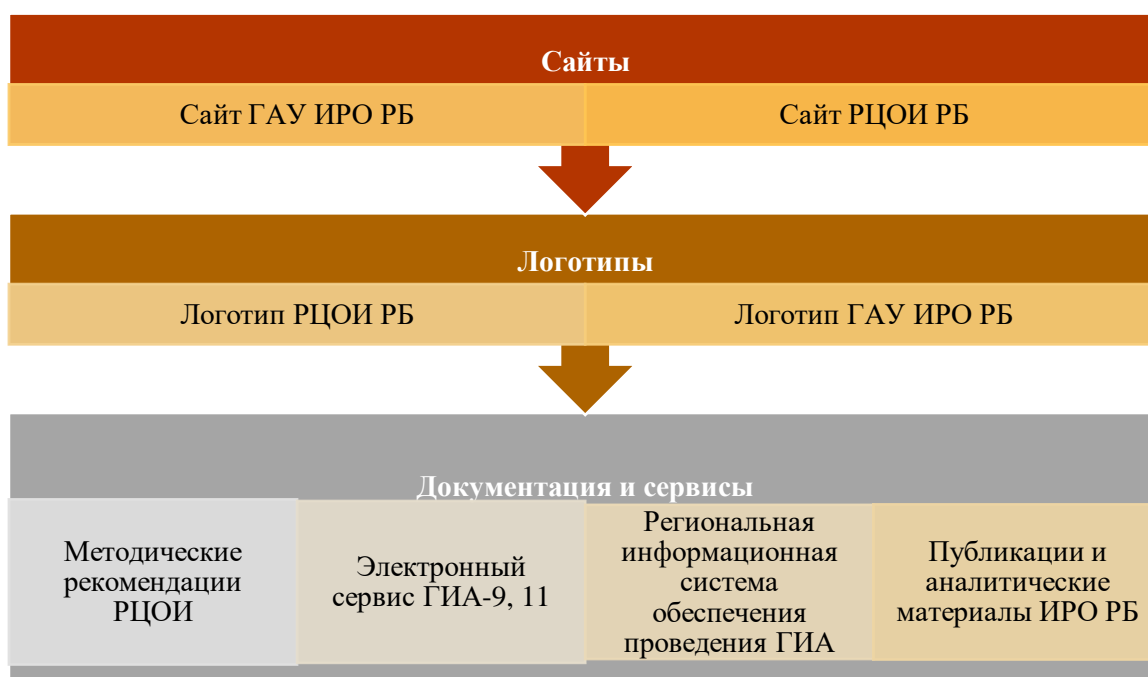 Сайты
Сайт ГАУ ИРО РБ
Сайт РЦОИ РБ
Логотипы
Логотип РЦОИ РБ
Логотип ГАУ ИРО РБ
Документация и сервисы
Методические
рекомендации
РЦОИ
Электронный
сервис ГИА-9, 11
Региональная
информационная
система
обеспечения
проведения ГИА
Публикации и
аналитические
материалы ИРО РБ